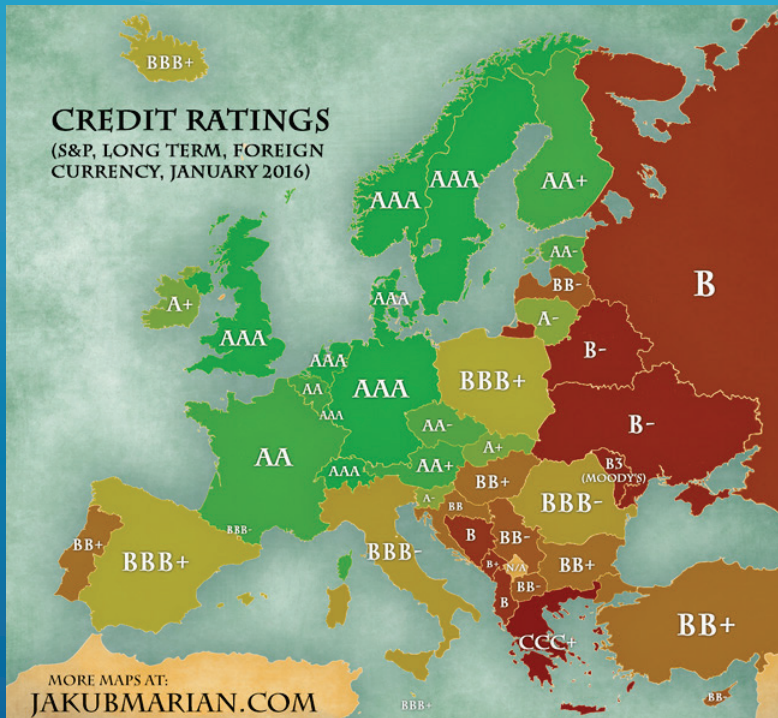 BBB+
CREDIT RATINGS
(S&P, LONG TERM, FOREIGN
CURRENCY, JANUARY 2016)
AAA
AAA
AA+
AA-
BB-
A-
B
A+
AAA
AAA
AAA
AA
AAA
AAA
BBB+
B-
B-
B3
(MOODY'S)
AA
AA-
A+
AAA
AA+
A-
BB
BB+
BBB-
BBB-
BB+
BBB+
BBB-
B
BB-
B+
N/A
BB-
BB+
B
CCC+
BB+
BB-
BBB+
MORE MAPS AT:
JAKUBMARIAN.COM